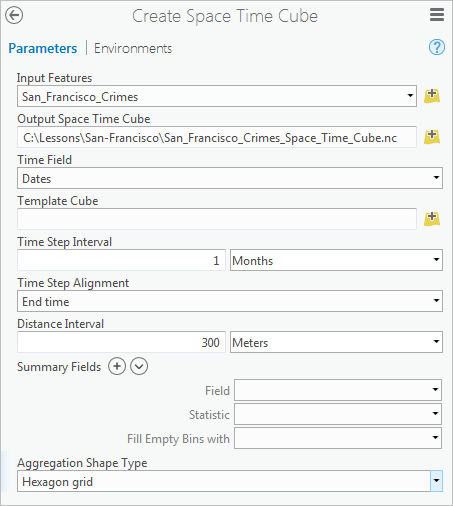 Create Space Time Cube
Parameters | Environments
Input Features
San_Francisco_Crimes
Output Space Time Cube
C:\Lessons\San-Francisco\San_Francisco_Crimes_Space_Time_Cube.nc
Time Field
Dates
Template Cube
Time Step Interval
1 Months
Time Step Alignment
End time
Distance Interval
300 Meters
Summary Fields
Field
Statistic
Fill Empty Bins with
Aggregation Shape Type
Hexagon grid